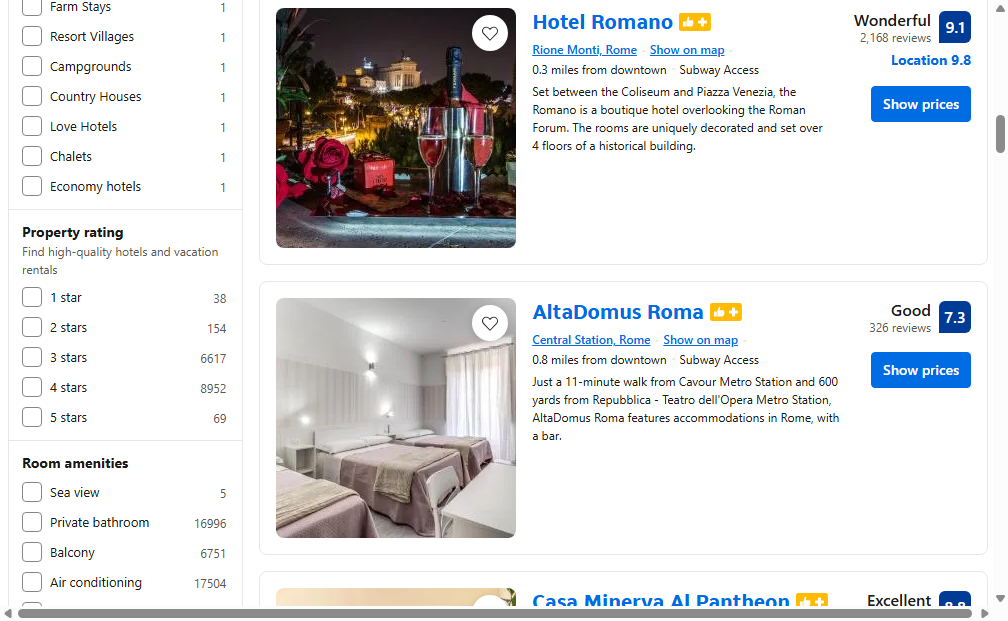 Farm Stays 1
Resort Villages 1
Campgrounds 1
Country Houses 1
Love Hotels 1
Chalets 1
Economy hotels 1
Property rating
Find high-quality hotels and vacation
rentals
1 star 38
2 stars 154
3 stars 6617
4 stars 8952
5 stars 69
Room amenities
Sea view 5
Private bathroom 16996
Balcony 6751
Air conditioning 17504
Hotel Romano
Rione Monti, Rome · Show on map ·
0.3 miles from downtown · Subway Access
Set between the Coliseum and Piazza Venezia, the
Romano is a boutique hotel overlooking the Roman
Forum. The rooms are uniquely decorated and set over
4 floors of a historical building.
Wonderful
2,168 reviews
9.1
Location 9.8
Show prices
AltaDomus Roma
Central Station, Rome · Show on map ·
0.8 miles from downtown · Subway Access
Just a 11-minute walk from Cavour Metro Station and 600
yards from Repubblica - Teatro dell'Opera Metro Station,
AltaDomus Roma features accommodations in Rome, with
a bar.
Good
326 reviews
7.3
Show prices
Casa Minerva Al Pantheon
Excellent